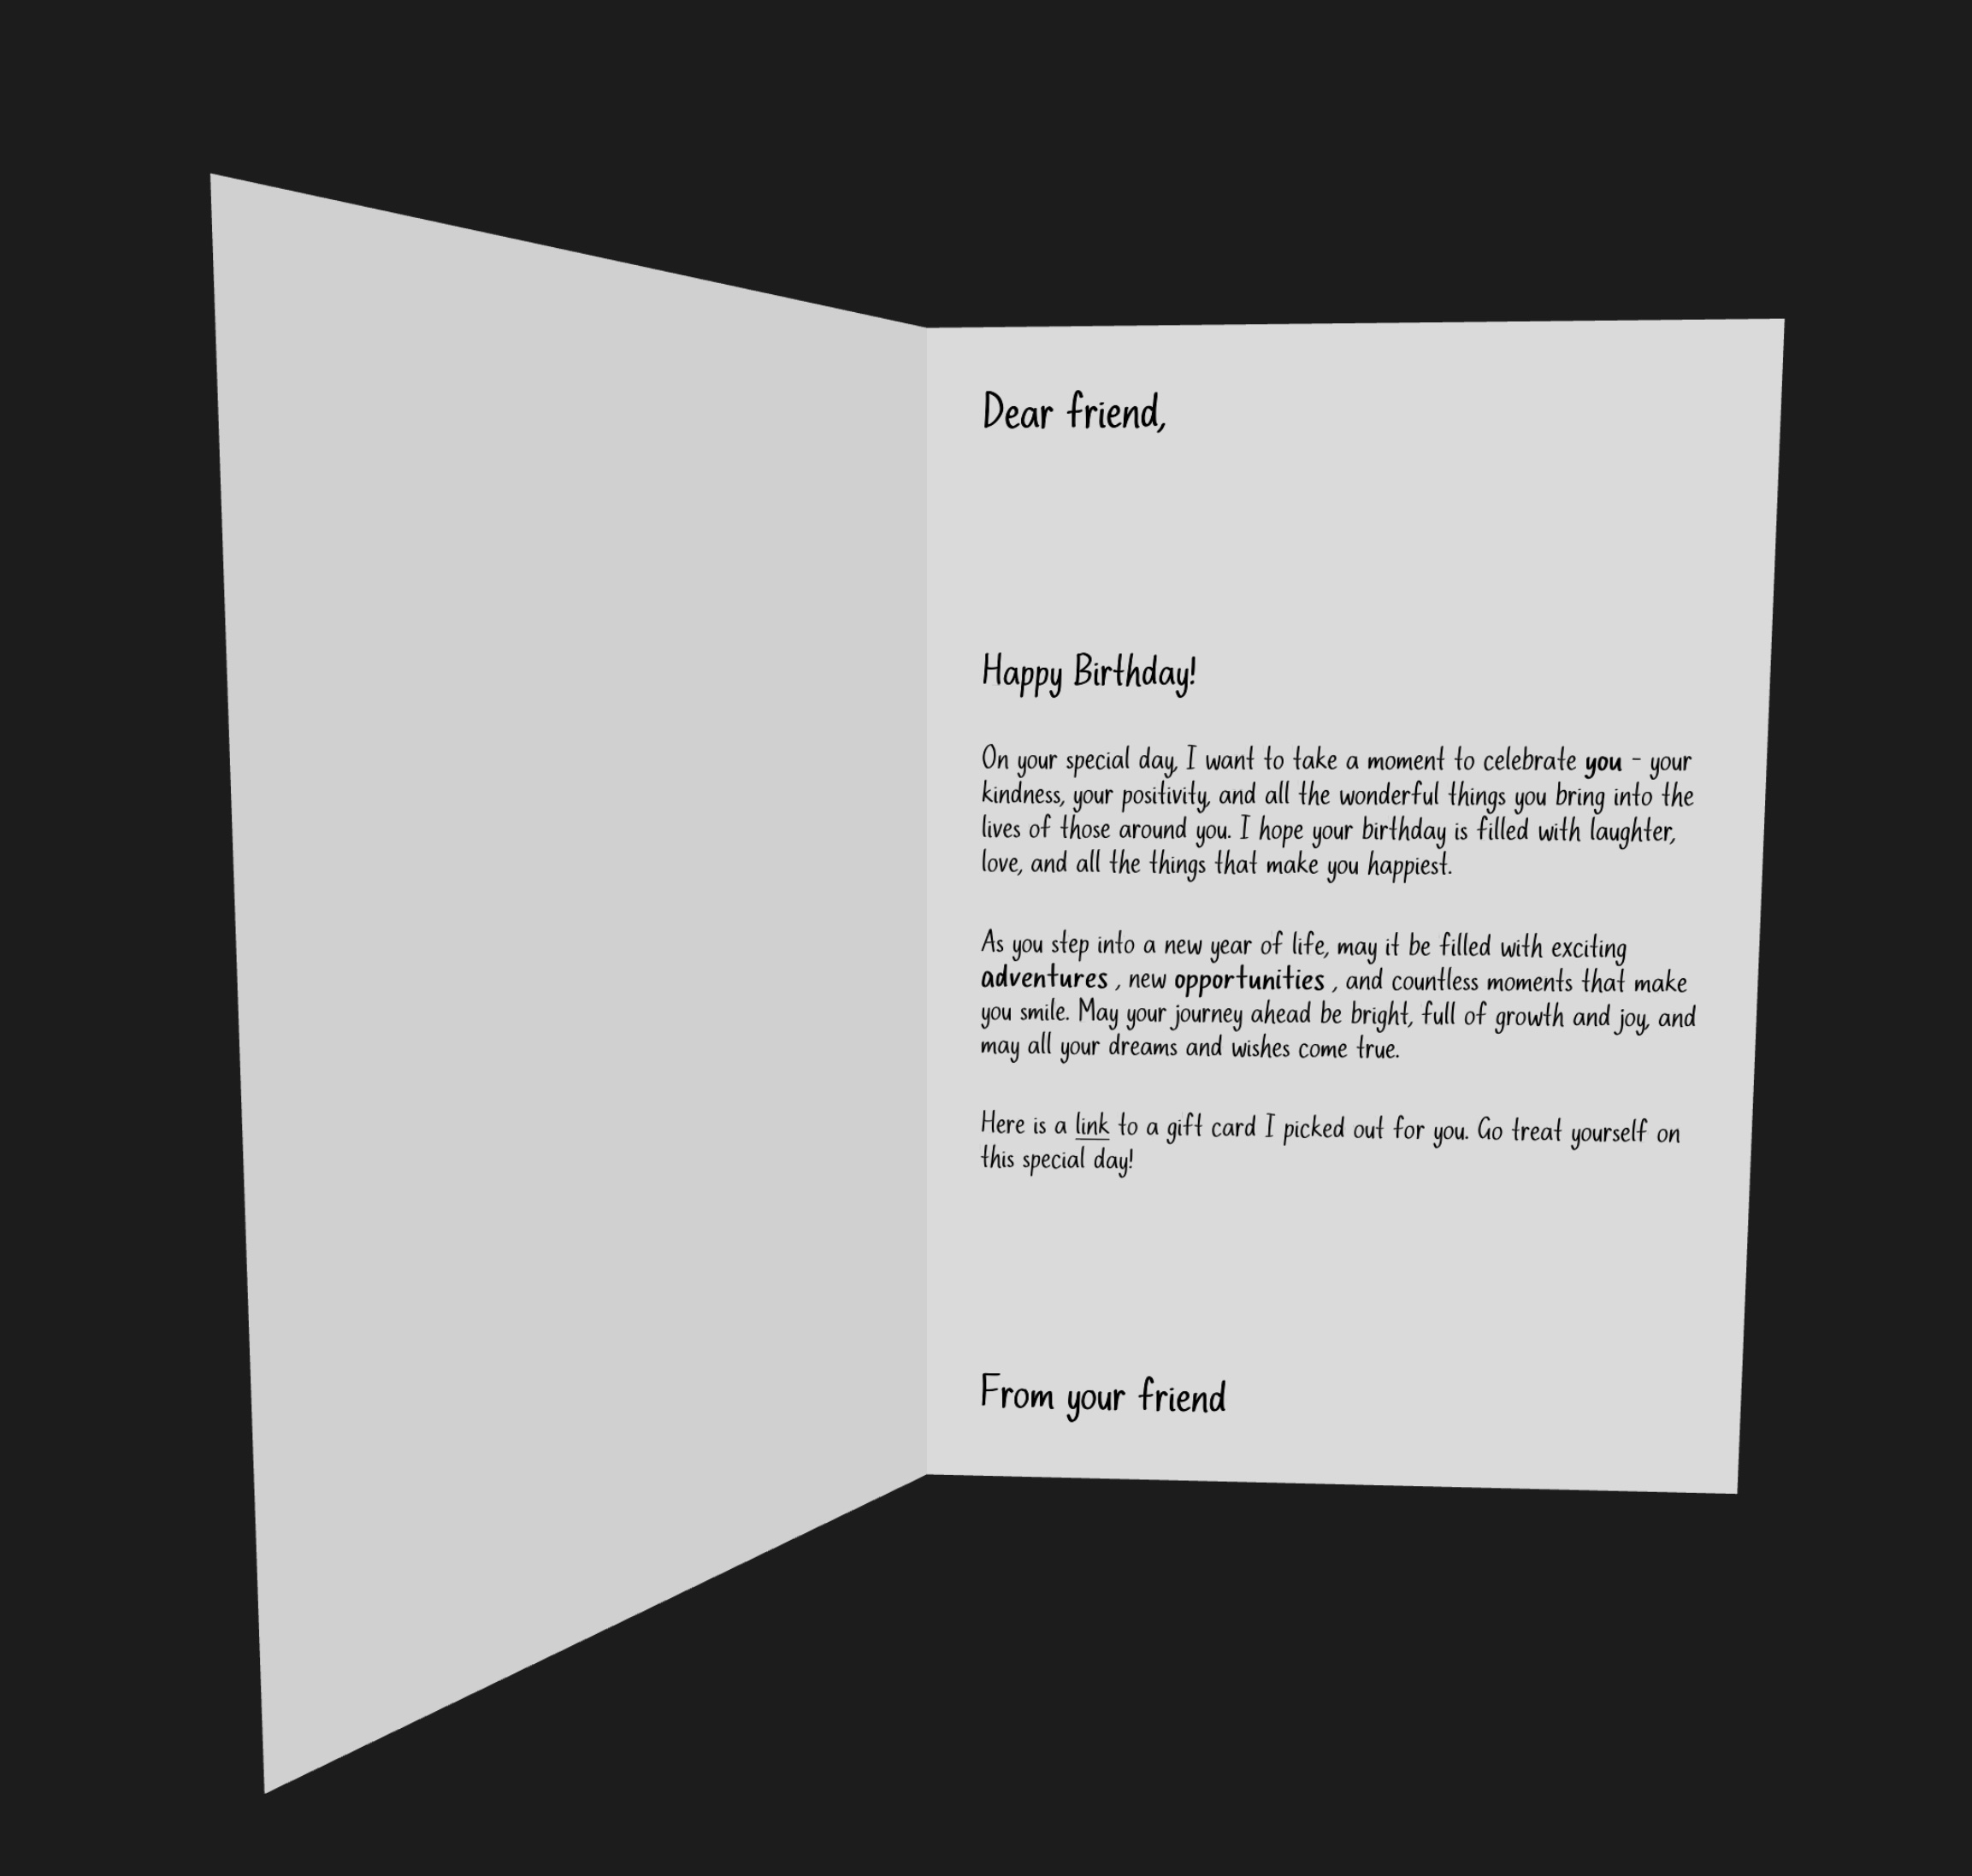 Dear friend,
Happy Birthday!
On your special day, I want to take a moment to celebrate you - your
kindness, your positivity, and all the wonderful things you bring into the
lives of those around you. I hope your birthday is filled with laughter,
love, and all the things that make you happiest.
As you step into a new year of life, may it be filled with exciting
adventures , new opportunities , and countless moments that make
you smile. May your journey ahead be bright, full of growth and joy, and
may all your dreams and wishes come true.
Here is a link to a gift card I picked out for you. Go treat yourself on
this special day!
From your friend